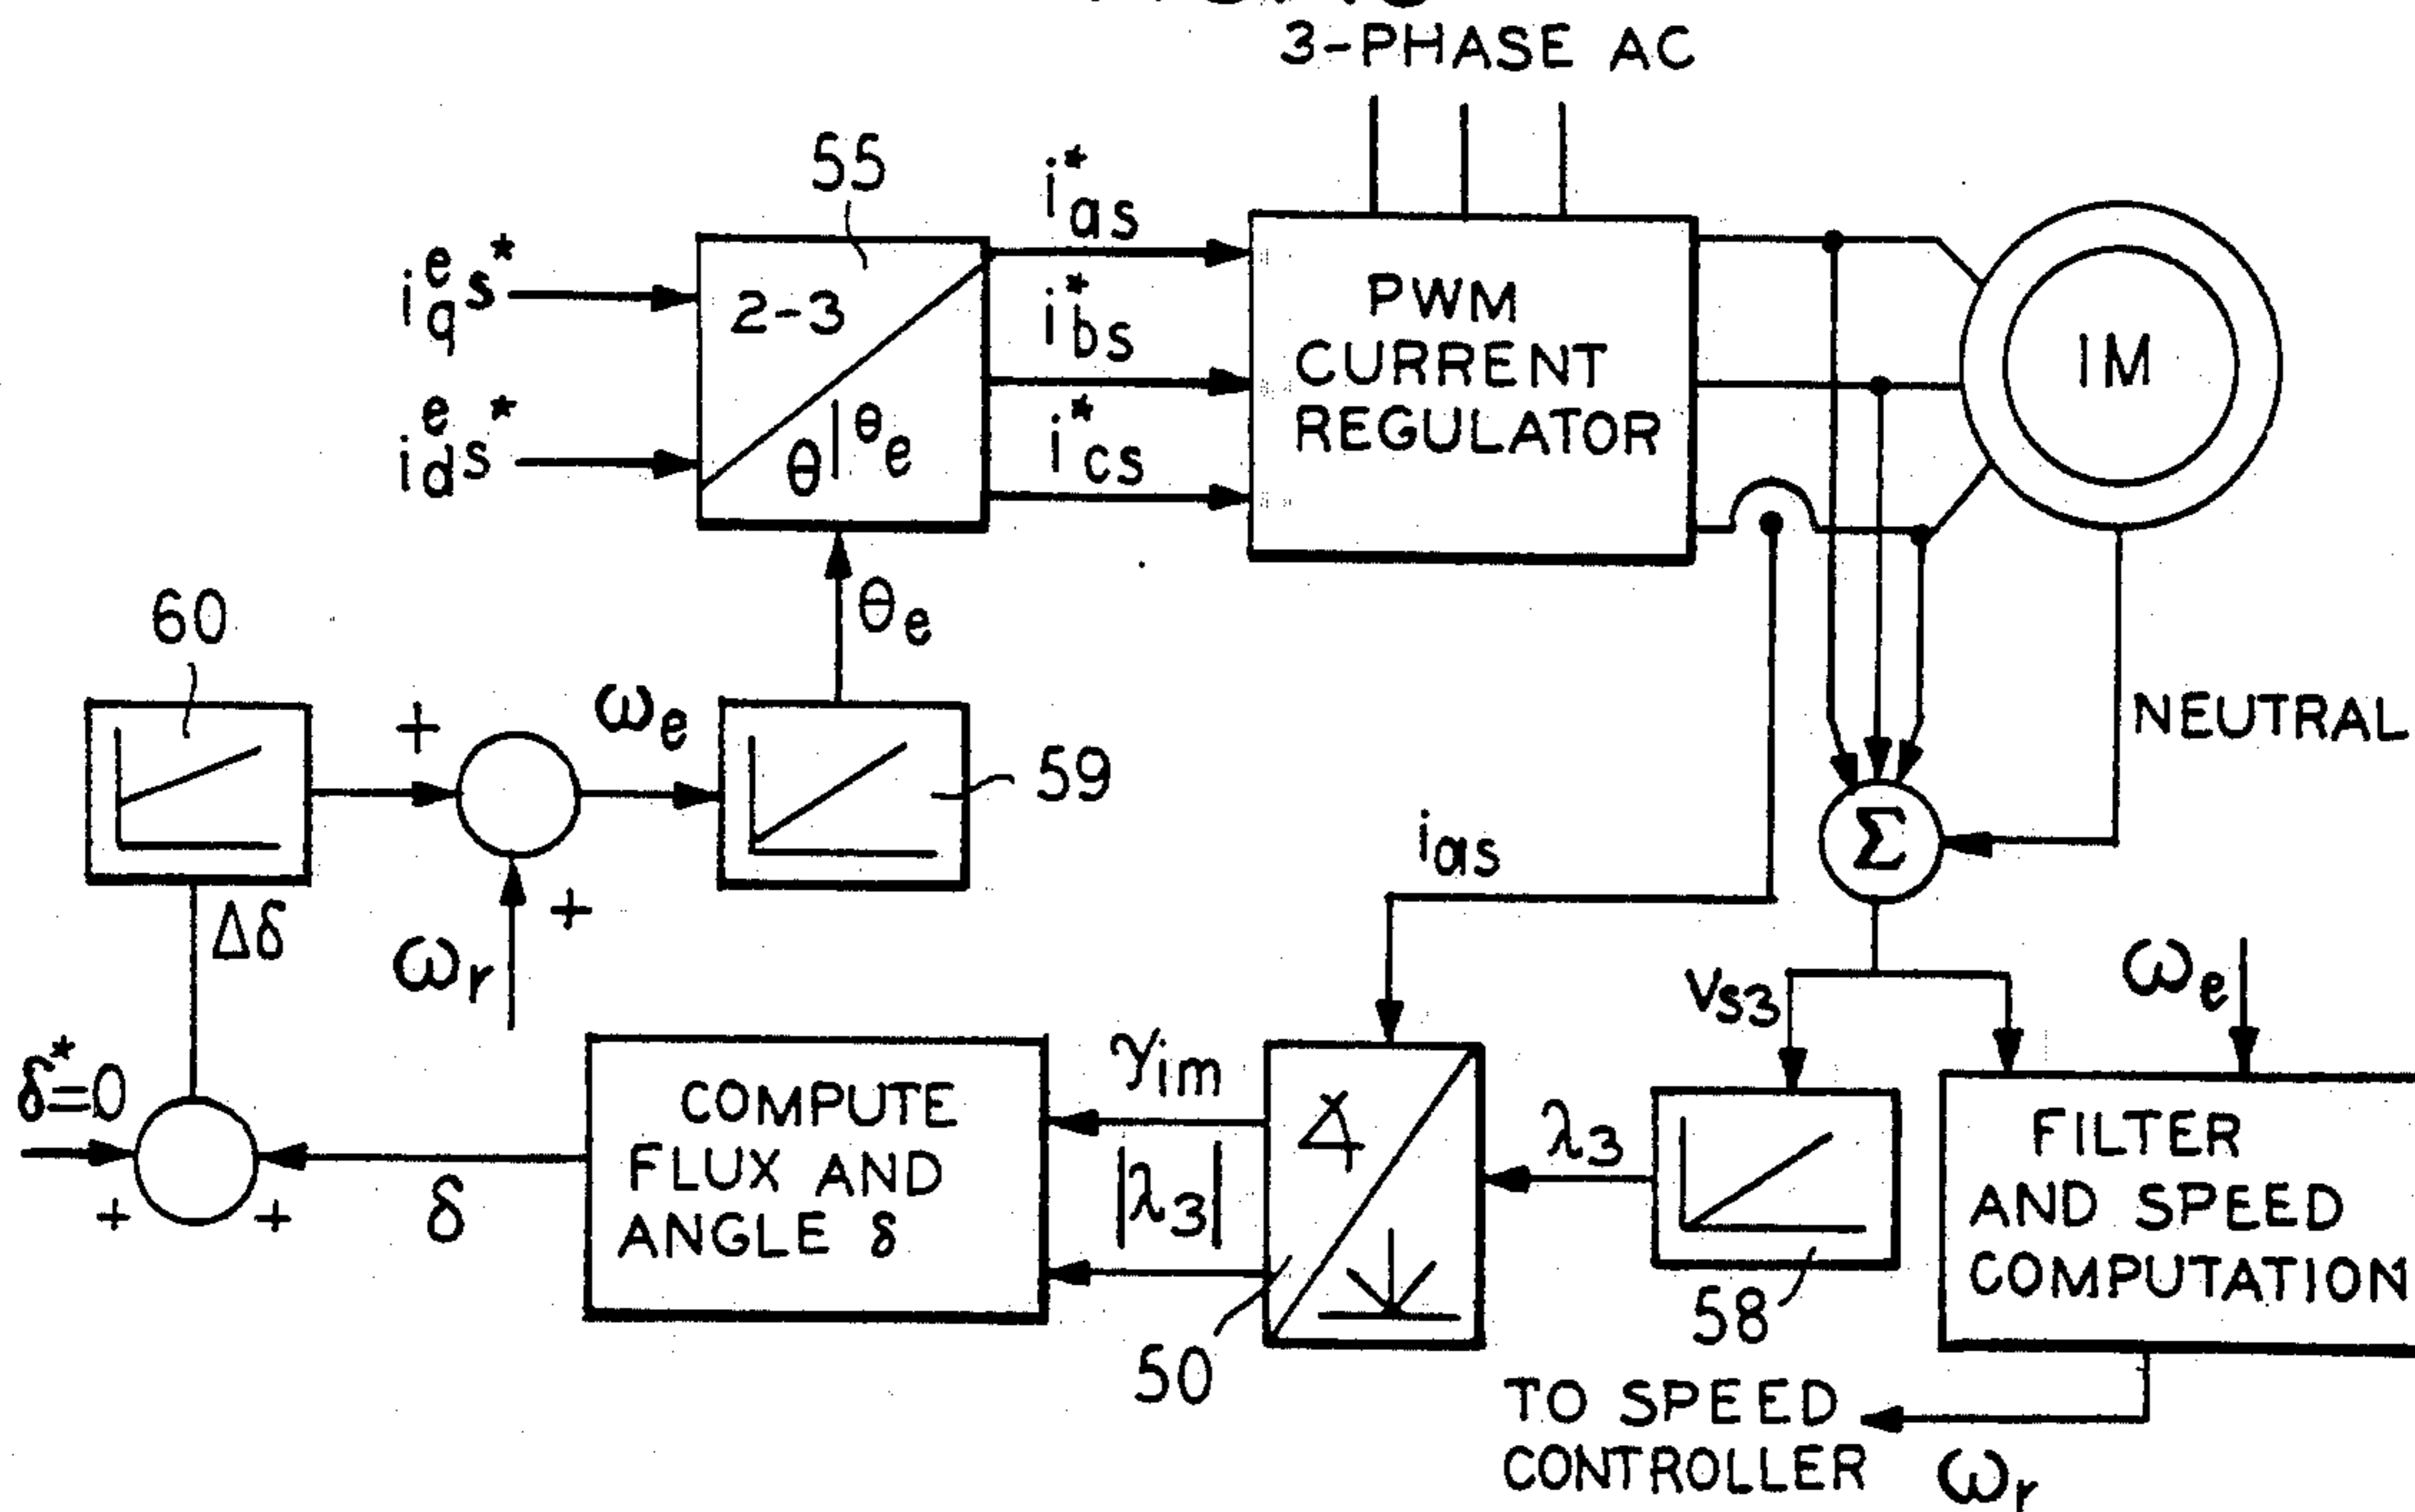 3-PHASE AC
55
i*as
i^e_qs*
2-3
i*bs
PWM
CURRENT
REGULATOR
IM
i^e_ds*
θ|θe
i*cs
60
θe
+
ωe
59
NEUTRAL
Σ
ias
Δδ
ωr
+
vs3
ωe
δ*=0
COMPUTE
FLUX AND
ANGLE δ
γim
|λ3|
λ3
FILTER
AND SPEED
COMPUTATION
+
+
δ
50
58
TO SPEED
CONTROLLER
ωr